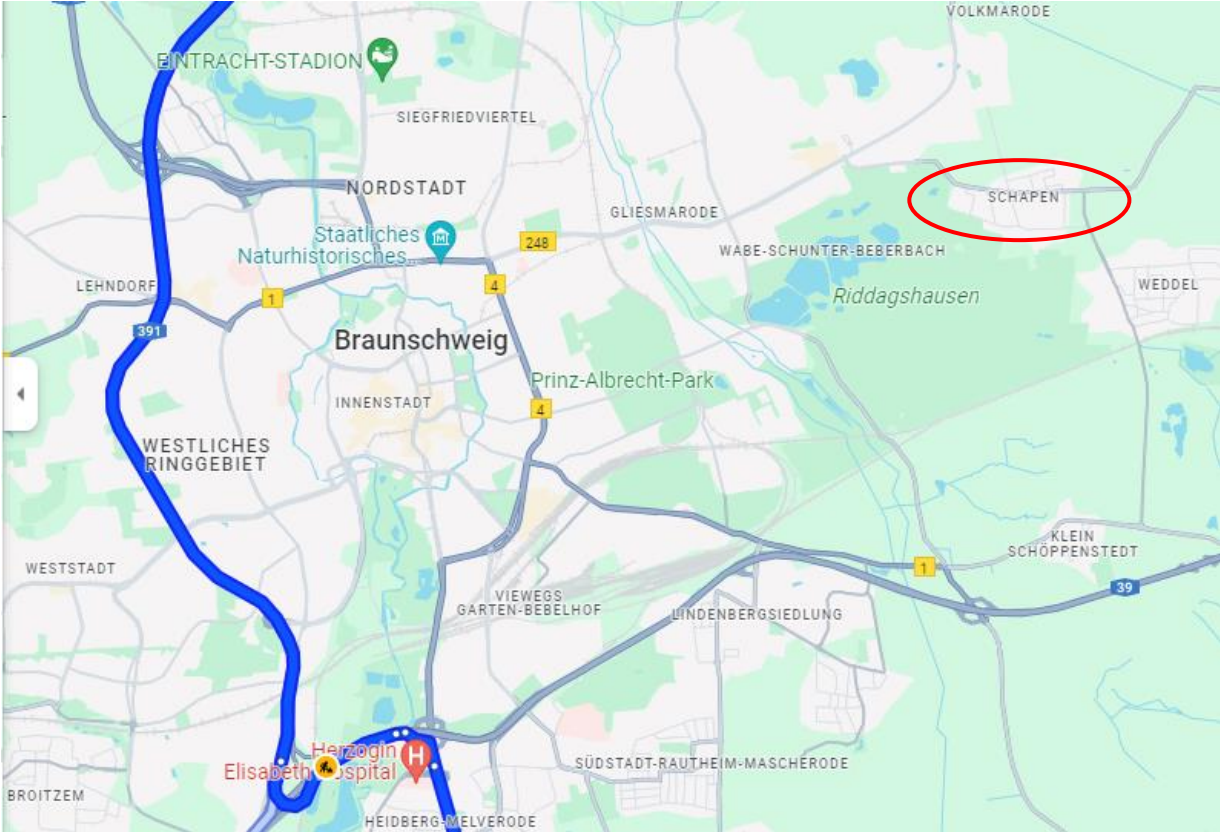 VOLKMARODE
EINTRACHT-STADION
SIEGFRIEDVIERTEL
NORDSTADT
SCHAPEN
GLIESMARODE
Staatliches
Naturhistorisches...
248
WABE-SCHUNTER-BEBERBACH
LEHNDORF
1
4
WEDDEL
Riddagshausen
391
Braunschweig
Prinz-Albrecht-Park
INNENSTADT
4
WESTLICHES
RINGGEBIET
KLEIN
SCHÖPPENSTEDT
WESTSTADT
1
39
VIEWEGS
GARTEN-BEBELHOF
LINDENBERGSIEDLUNG
Herzogin
Elisabeth Hospital
H
SÜDSTADT-RAUTHEIM-MASCHERODE
BROITZEM
HEIDBERG-MELVERODE